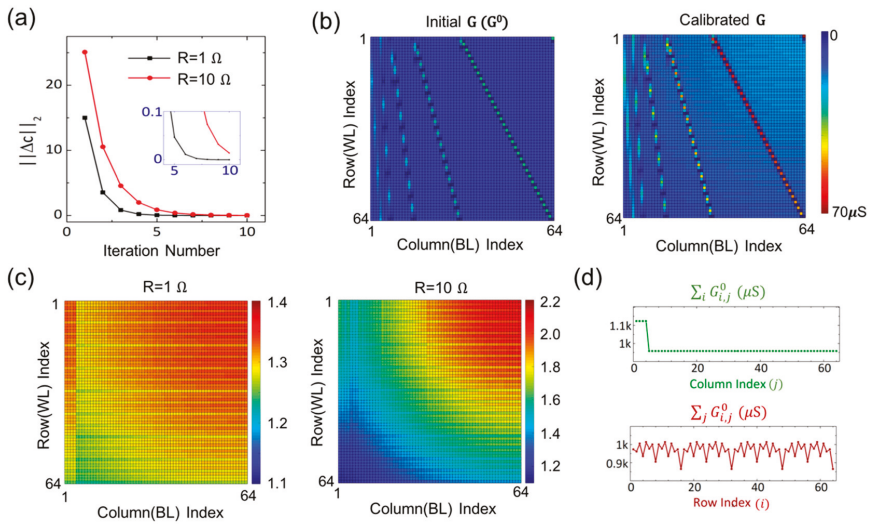 (a)
||Δc||₂
25
20
15
10
5
0
R=1 Ω
R=10 Ω
0.1
0
5
10
0
5
10
Iteration Number
(b)
Initial G (G⁰)
Calibrated G
Row(WL) Index
1
64
1
64
Column(BL) Index
Row(WL) Index
1
64
1
64
Column(BL) Index
0
70μS
(c)
R=1 Ω
R=10 Ω
Row(WL) Index
1
64
1
64
Column(BL) Index
1.4
1.3
1.2
1.1
Row(WL) Index
1
64
1
64
Column(BL) Index
2.2
2.0
1.8
1.6
1.4
1.2
(d)
∑ᵢ G⁰ᵢ,ⱼ (μS)
1.1k
1k
0
20
40
60
Column Index (j)
∑ⱼ G⁰ᵢ,ⱼ (μS)
1k
0.9k
0
20
40
60
Row Index (i)